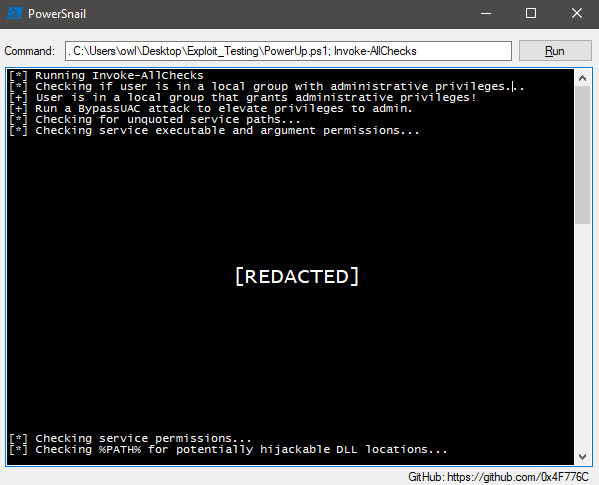 PowerSnail
Command: . C:\Users\owl\Desktop\Exploit_Testing\PowerUp.ps1; Invoke-AllChecks Run
[*] Running Invoke-AllChecks
[*] Checking if user is in a local group with administrative privileges...
[+] User is in a local group that grants administrative privileges!
[+] Run a BypassUAC attack to elevate privileges to admin.
[*] Checking for unquoted service paths...
[*] Checking service executable and argument permissions...
[REDACTED]
[*] Checking service permissions...
[*] Checking %PATH% for potentially hijackable DLL locations...
GitHub: https://github.com/0x4F776C